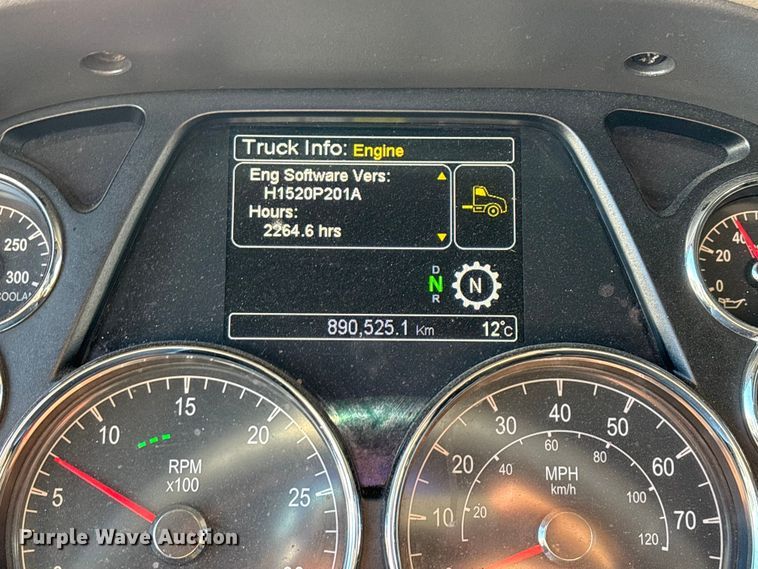 Truck Info: Engine
Eng Software Vers:
H1520P201A
Hours:
2264.6 hrs
D
N
R
N
890,525.1 Km
12°C
250
300
COOLAN
40
20
0
5
10
15
20
25
RPM
x100
10
20
30
40
50
60
70
MPH
km/h
20
40
60
80
100
120
Purple Wave Auction